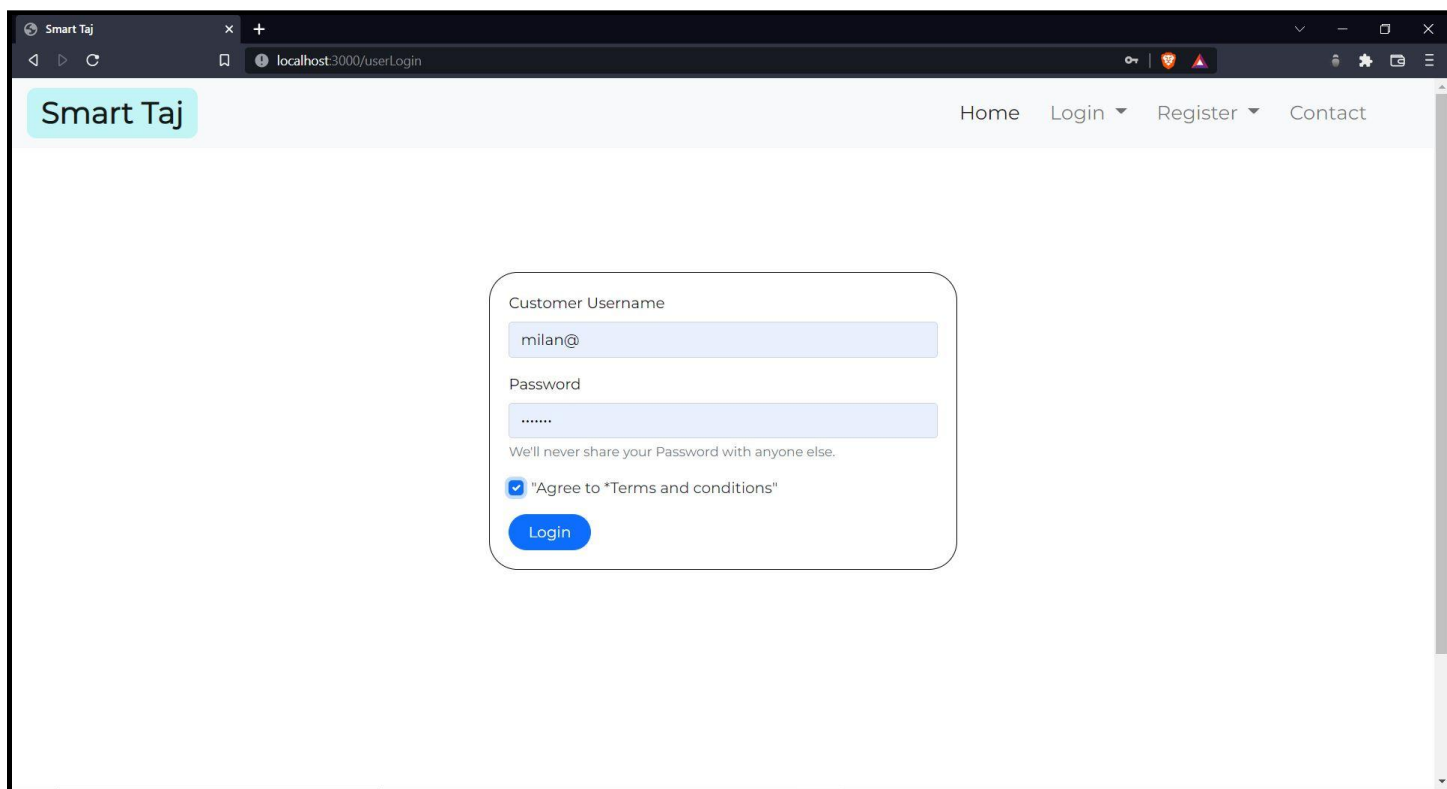 Smart Taj
localhost:3000/userLogin
Smart Taj
Home Login Register Contact
Customer Username
milan@
Password
.......
We'll never share your Password with anyone else.
"Agree to *Terms and conditions"
Login